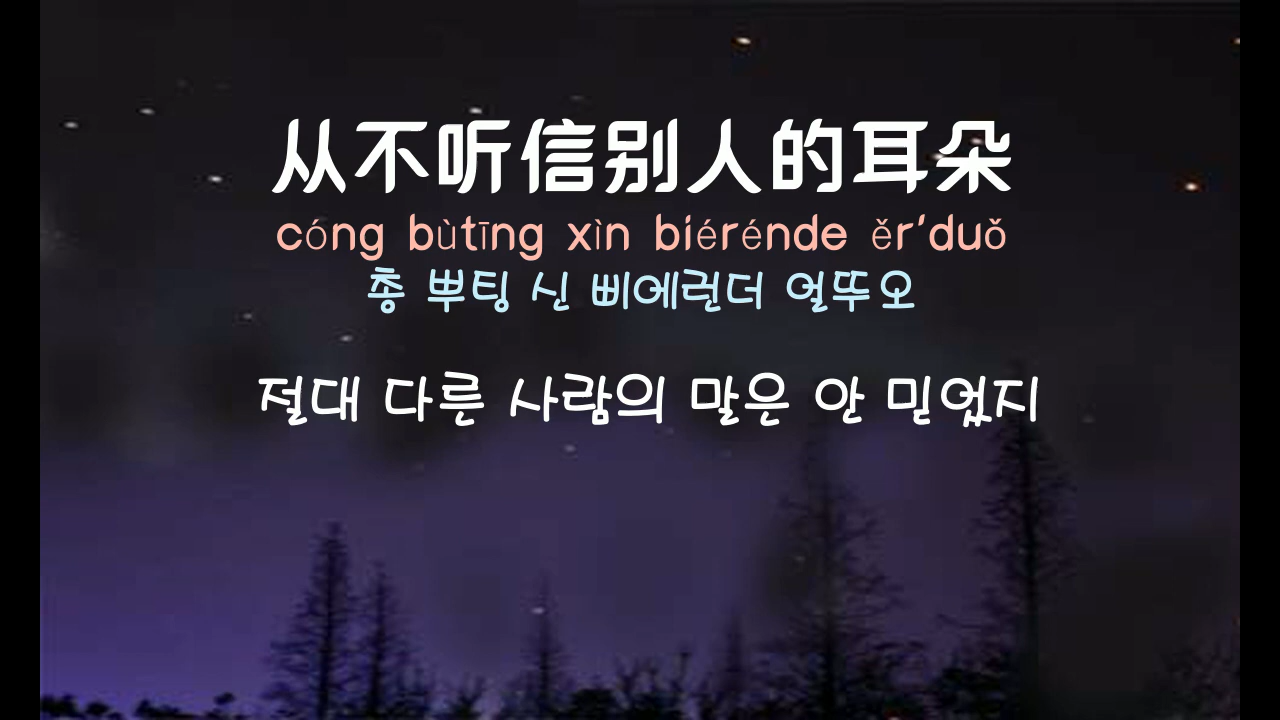 从不听信别人的耳朵
cóng bùtīng xìn biérénde ěr'duǒ
총 뿌팅 신 삐에런더 얼뚜오
절대 다른 사람의 말은 안 믿었지